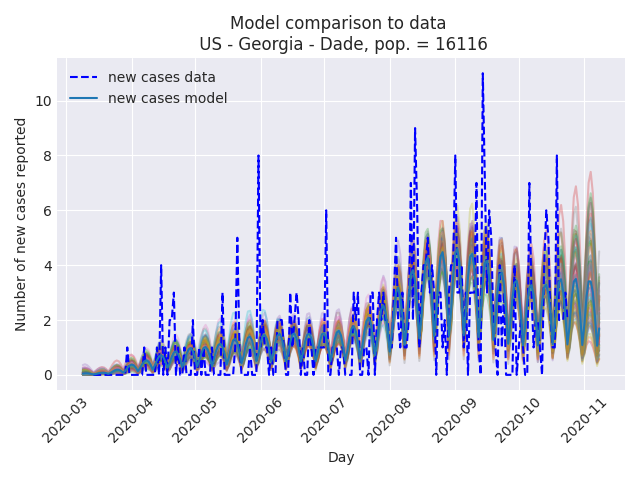 Model comparison to data
US - Georgia - Dade, pop. = 16116
new cases data
new cases model
Number of new cases reported
10
8
6
4
2
0
2020-03
2020-04
2020-05
2020-06
2020-07
2020-08
2020-09
2020-10
2020-11
Day